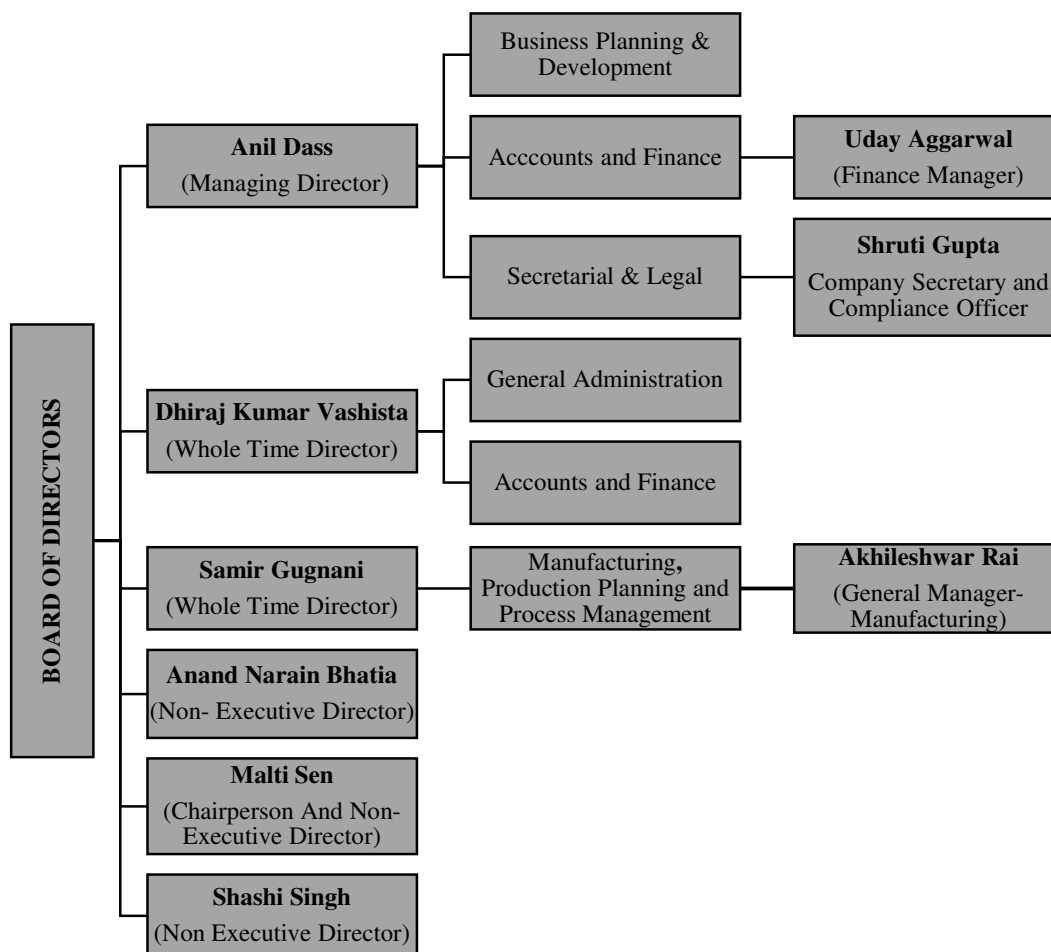 BOARD OF DIRECTORS
Anil Dass
(Managing Director)
Business Planning &
Development
Acccounts and Finance
Uday Aggarwal
(Finance Manager)
Secretarial & Legal
Shruti Gupta
Company Secretary and
Compliance Officer
Dhiraj Kumar Vashista
(Whole Time Director)
General Administration
Accounts and Finance
Samir Gugnani
(Whole Time Director)
Manufacturing,
Production Planning and
Process Management
Akhileshwar Rai
(General Manager-
Manufacturing)
Anand Narain Bhatia
(Non- Executive Director)
Malti Sen
(Chairperson And Non-
Executive Director)
Shashi Singh
(Non Executive Director)